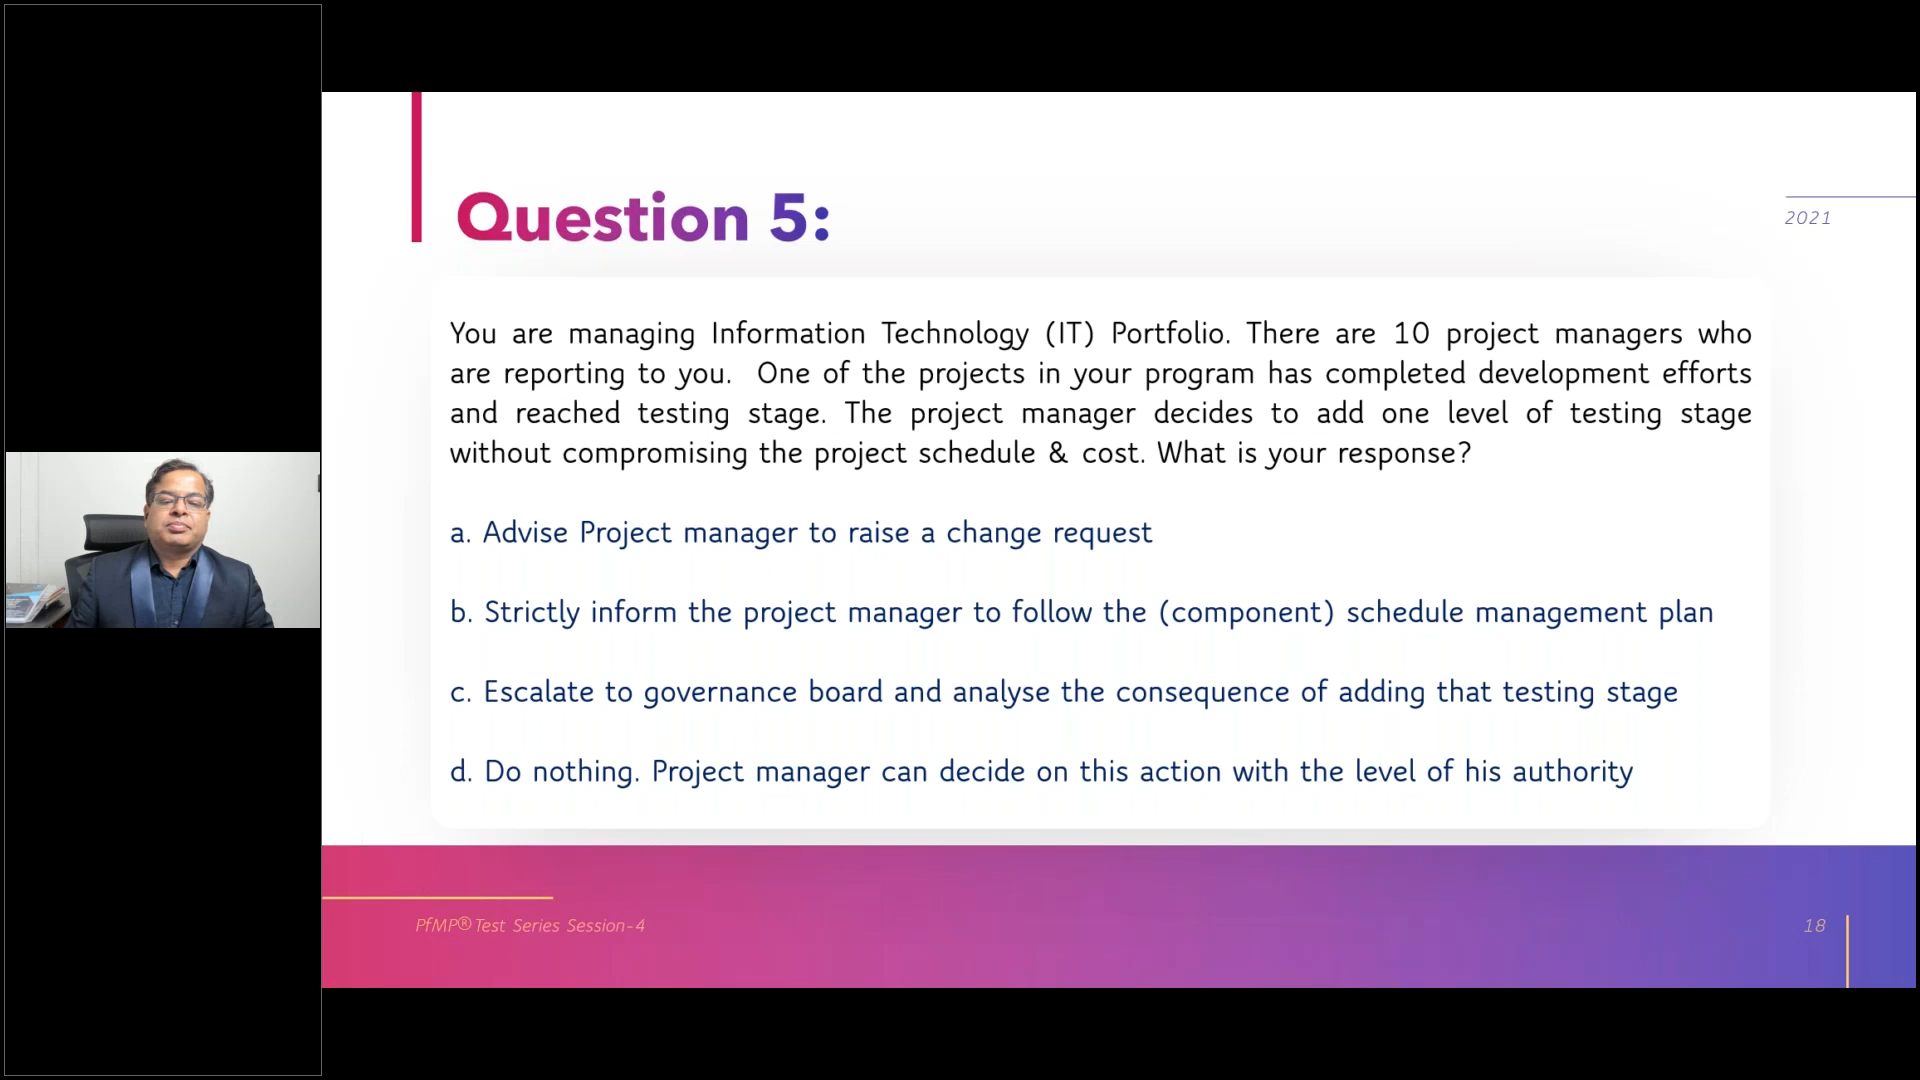 Question 5:
2021
You are managing Information Technology (IT) Portfolio. There are 10 project managers who
are reporting to you.  One of the projects in your program has completed development efforts
and reached testing stage. The project manager decides to add one level of testing stage
without compromising the project schedule & cost. What is your response?
a. Advise Project manager to raise a change request
b. Strictly inform the project manager to follow the (component) schedule management plan
c. Escalate to governance board and analyse the consequence of adding that testing stage
d. Do nothing. Project manager can decide on this action with the level of his authority
PfMP® Test Series Session-4
18